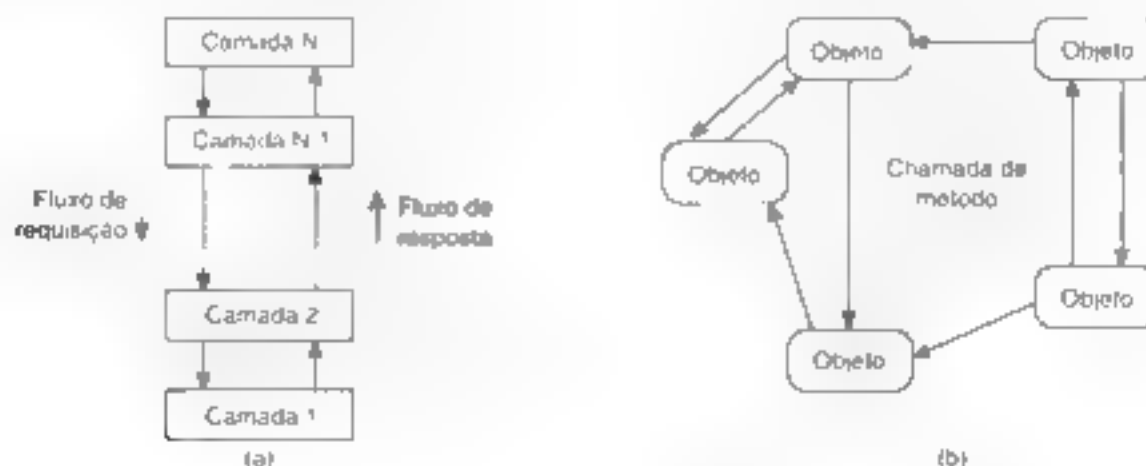 Camada N
Camada N-1
Fluxo de
requisição
Fluxo de
resposta
Camada 2
Camada 1
(a)
Objeto
Objeto
Objeto
Chamada de
método
Objeto
Objeto
(b)